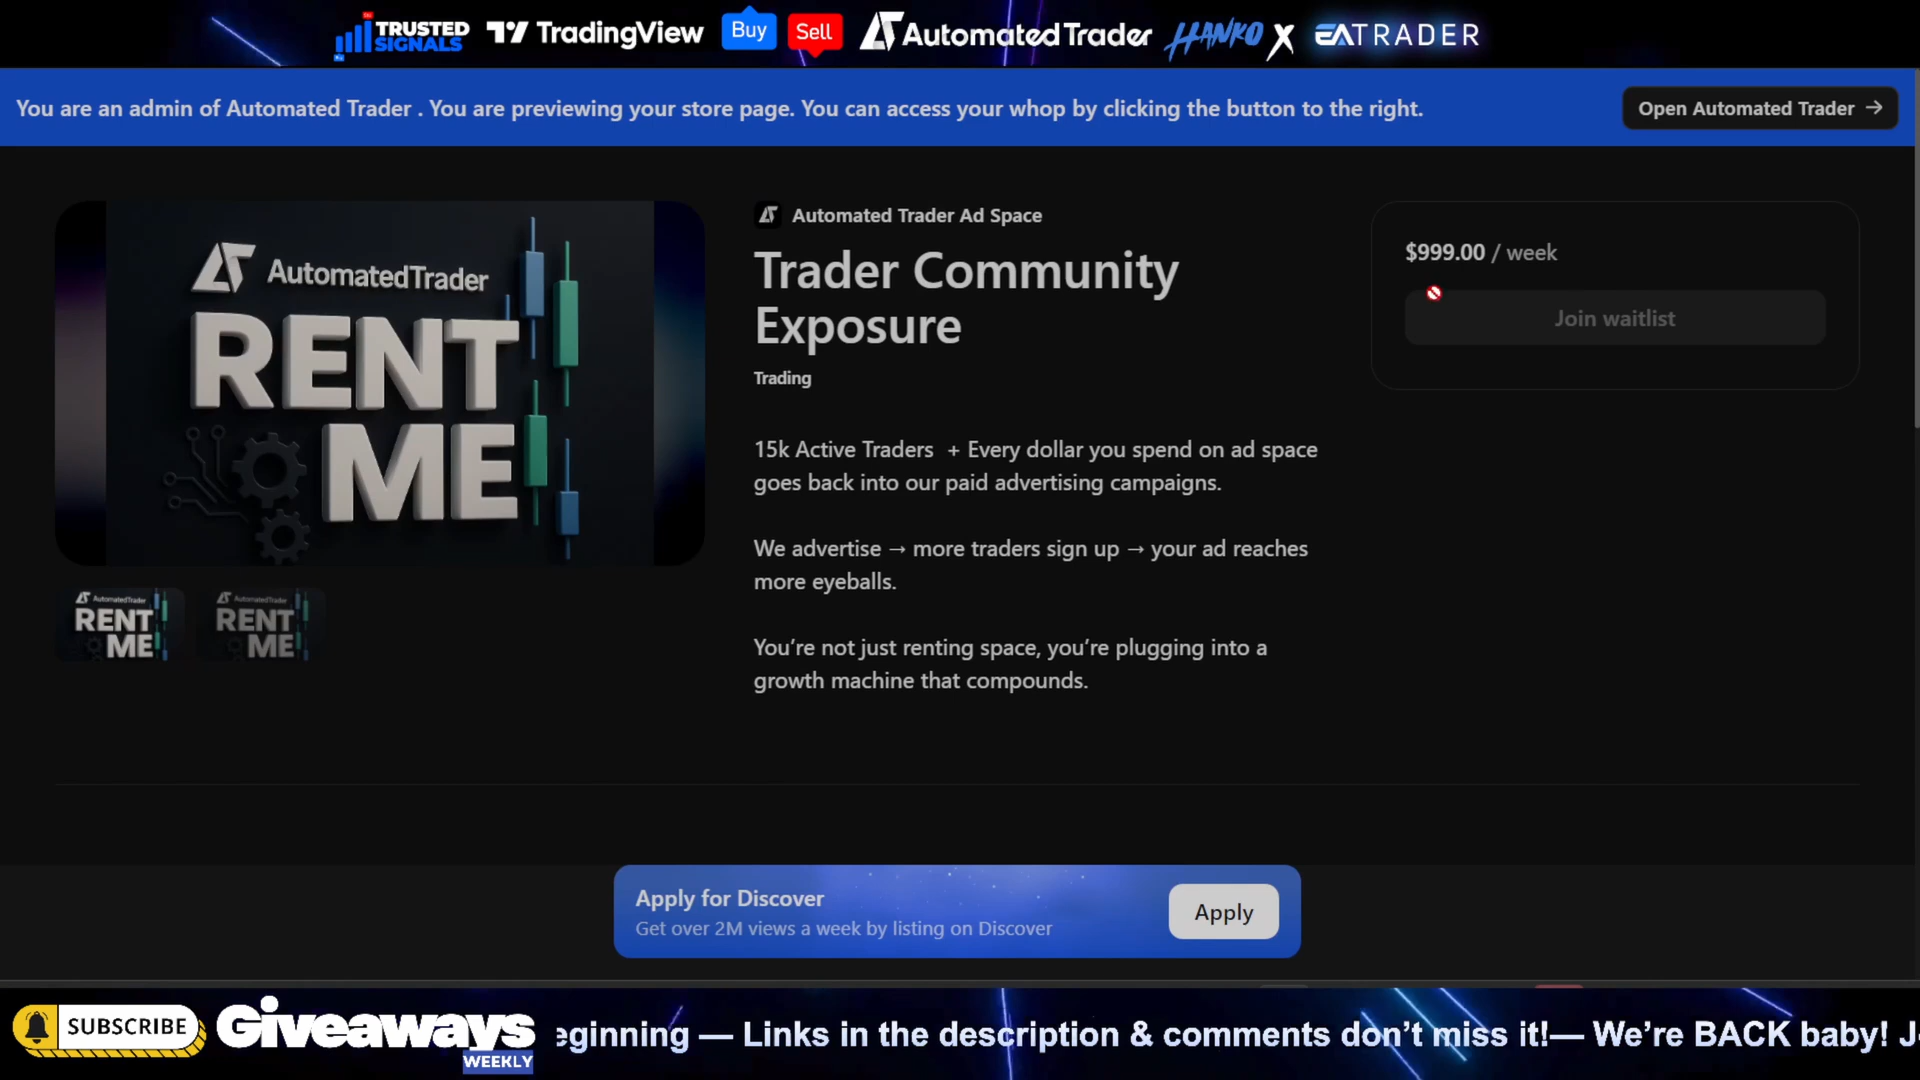 TRUSTED
SIGNALS
TradingView
Buy
Sell
AutomatedTrader
HANKO X
EATRADER
You are an admin of Automated Trader . You are previewing your store page. You can access your whop by clicking the button to the right.
Open Automated Trader →
AutomatedTrader
RENT
ME
AutomatedTrader
RENT
ME
AutomatedTrader
RENT
ME
Automated Trader Ad Space
Trader Community
Exposure
Trading
15k Active Traders + Every dollar you spend on ad space
goes back into our paid advertising campaigns.
We advertise → more traders sign up → your ad reaches
more eyeballs.
You’re not just renting space, you’re plugging into a
growth machine that compounds.
$999.00 / week
Join waitlist
Apply for Discover
Get over 2M views a week by listing on Discover
Apply
SUBSCRIBE
Giveaways
WEEKLY
eginning — Links in the description & comments don’t miss it!— We’re BACK baby! J